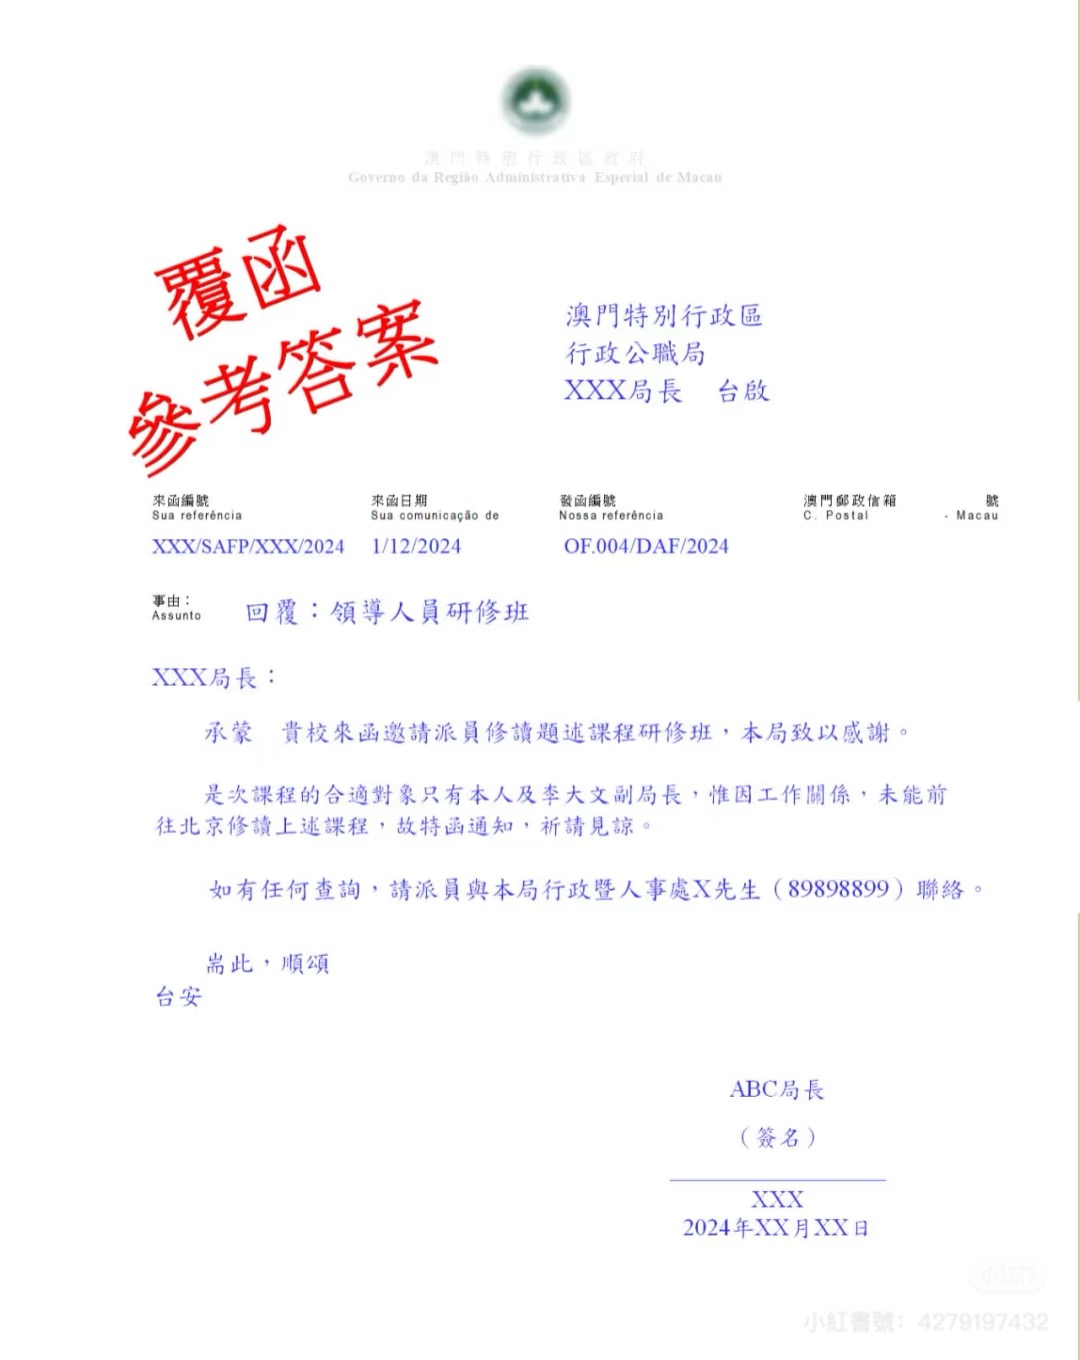 澳門特別行政區政府
Governo da Região Administrativa Especial de Macau
覆函
參考答案
澳門特別行政區
行政公職局
XXX局長　台啟
來函編號
Sua referência
來函日期
Sua comunicação de
發函編號
Nossa referência
澳門郵政信箱　號
C. Postal　- Macau
XXX/SAFP/XXX/2024
1/12/2024
OF.004/DAF/2024
事由：
Assunto
回覆：領導人員研修班
XXX局長：
承蒙　貴校來函邀請派員修讀題述課程研修班，本局致以感謝。
是次課程的合適對象只有本人及李大文副局長，惟因工作關係，未能前
往北京修讀上述課程，故特函通知，祈請見諒。
如有任何查詢，請派員與本局行政暨人事處X先生（89898899）聯絡。
耑此，順頌
台安
ABC局長
（簽名）
XXX
2024年XX月XX日
小紅書
小紅書號：4279197432